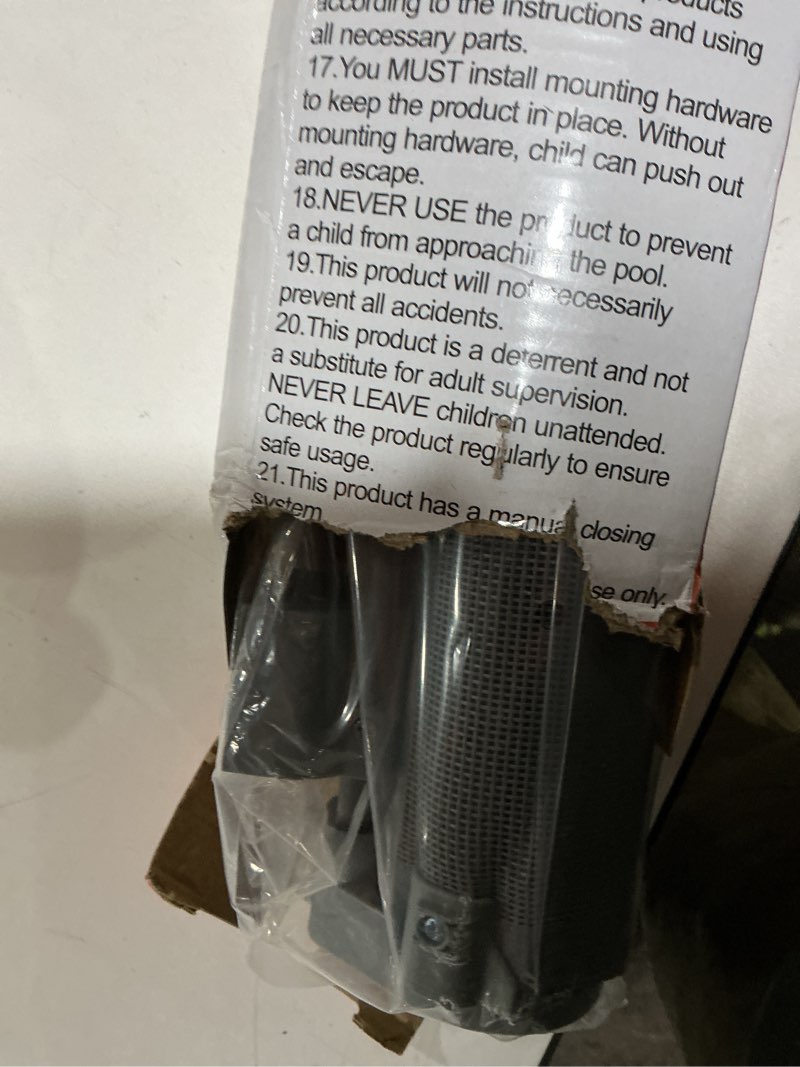 according to the instructions and using
all necessary parts.
17.You MUST install mounting hardware
to keep the product in place. Without
mounting hardware, child can push out
and escape.
18.NEVER USE the product to prevent
a child from approaching the pool.
19.This product will not necessarily
prevent all accidents.
20.This product is a deterrent and not
a substitute for adult supervision.
NEVER LEAVE children unattended.
Check the product regularly to ensure
safe usage.
21.This product has a manual closing
system
se only.